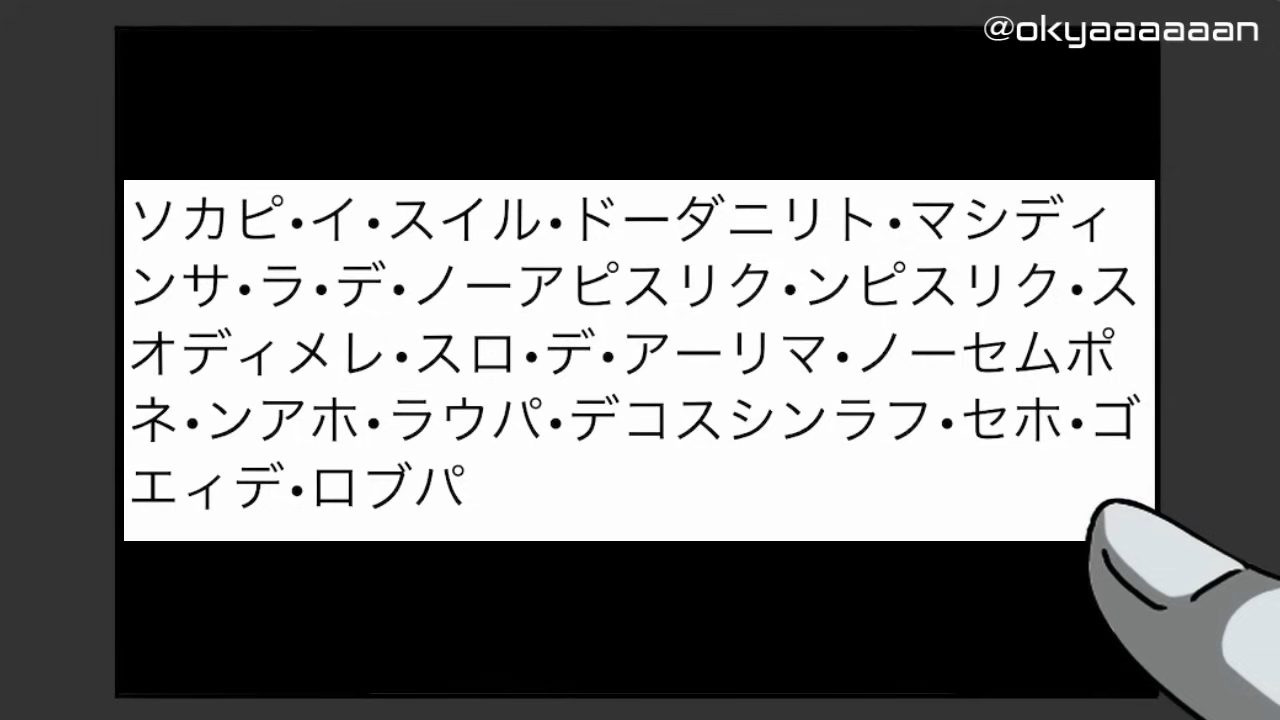 @okyaaaaaan
ソカピ•イ•スイル•ドーダニリト•マシディ
ンサ•ラ•デ•ノーアピスリク•ンピスリク•ス
オディメレ•スロ•デ•アーリマ•ノーセムポ
ネ•ンアホ•ラウパ•デコスシンラフ•セホ•ゴ
エィデ•ロブパ